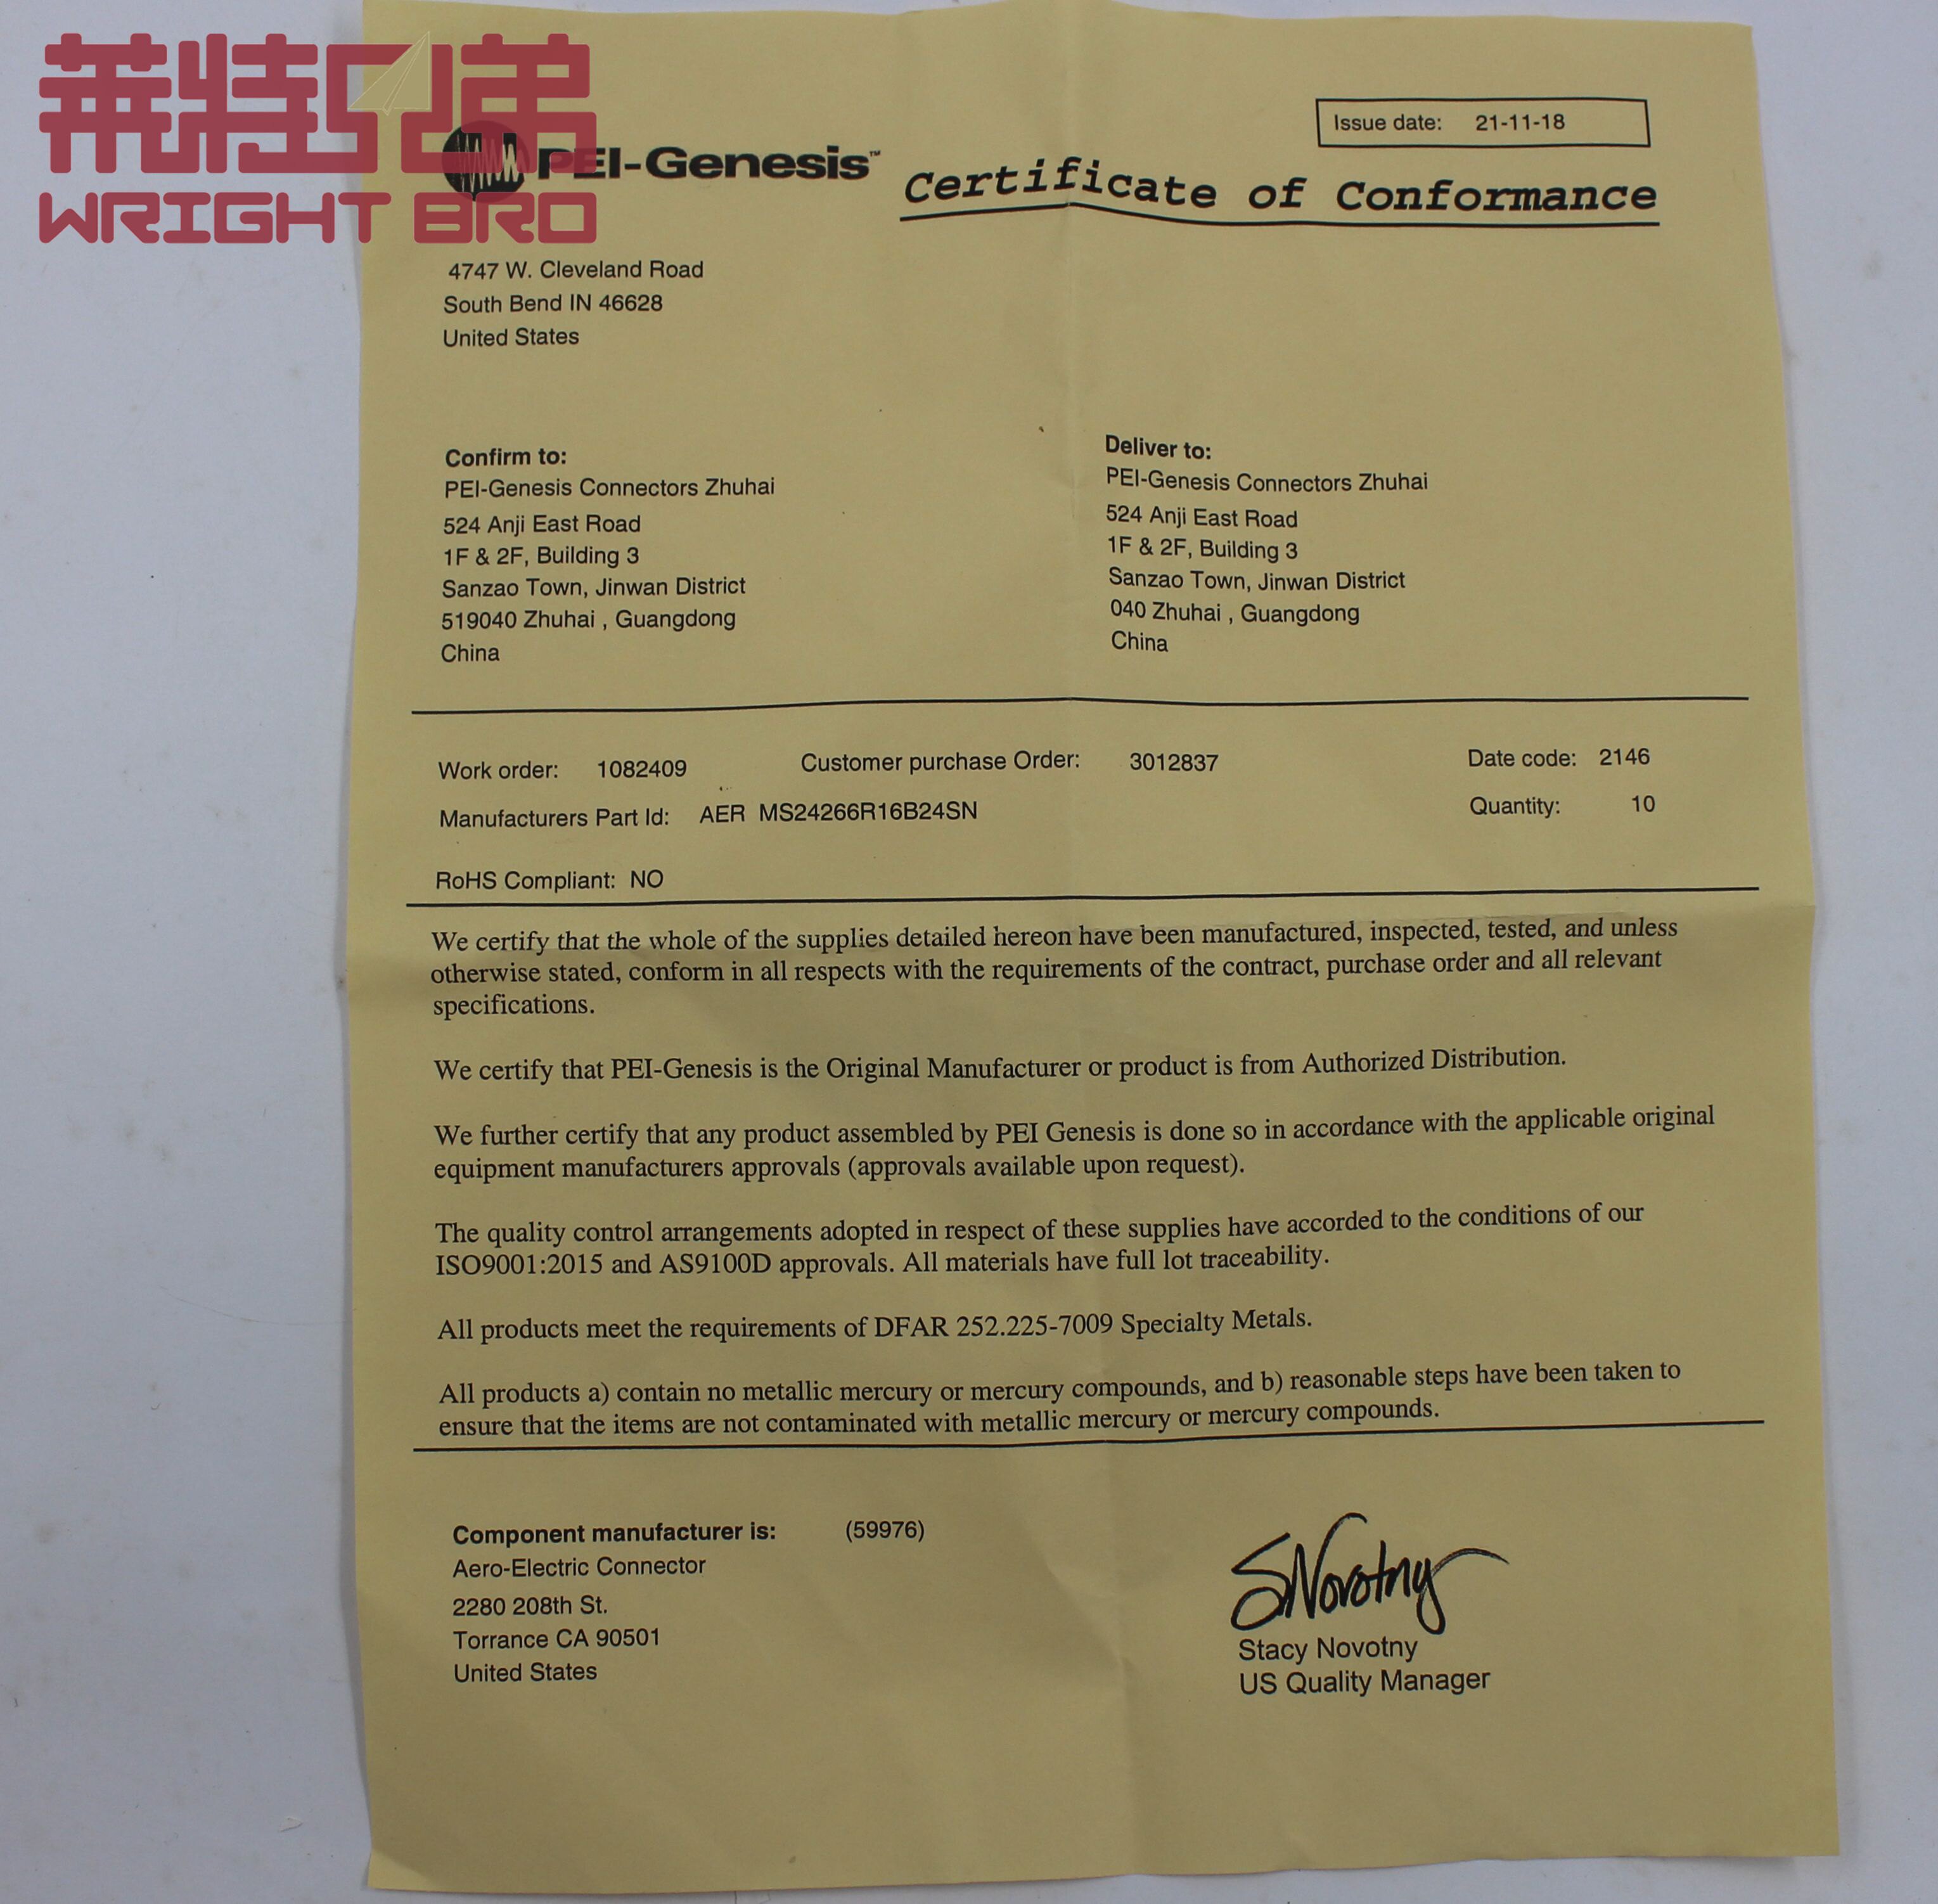 莱特兄弟
WRIGHT BRO
PEI-Genesis™
Issue date: 21-11-18
Certificate of Conformance
4747 W. Cleveland Road
South Bend IN 46628
United States
Confirm to:
PEI-Genesis Connectors Zhuhai
524 Anji East Road
1F & 2F, Building 3
Sanzao Town, Jinwan District
519040 Zhuhai , Guangdong
China
Deliver to:
PEI-Genesis Connectors Zhuhai
524 Anji East Road
1F & 2F, Building 3
Sanzao Town, Jinwan District
040 Zhuhai , Guangdong
China
Work order: 1082409 Customer purchase Order: 3012837 Date code: 2146
Manufacturers Part Id: AER MS24266R16B24SN Quantity: 10
RoHS Compliant: NO
We certify that the whole of the supplies detailed hereon have been manufactured, inspected, tested, and unless
otherwise stated, conform in all respects with the requirements of the contract, purchase order and all relevant
specifications.
We certify that PEI-Genesis is the Original Manufacturer or product is from Authorized Distribution.
We further certify that any product assembled by PEI Genesis is done so in accordance with the applicable original
equipment manufacturers approvals (approvals available upon request).
The quality control arrangements adopted in respect of these supplies have accorded to the conditions of our
ISO9001:2015 and AS9100D approvals. All materials have full lot traceability.
All products meet the requirements of DFAR 252.225-7009 Specialty Metals.
All products a) contain no metallic mercury or mercury compounds, and b) reasonable steps have been taken to
ensure that the items are not contaminated with metallic mercury or mercury compounds.
Component manufacturer is: (59976)
Aero-Electric Connector
2280 208th St.
Torrance CA 90501
United States
SNovotny
Stacy Novotny
US Quality Manager